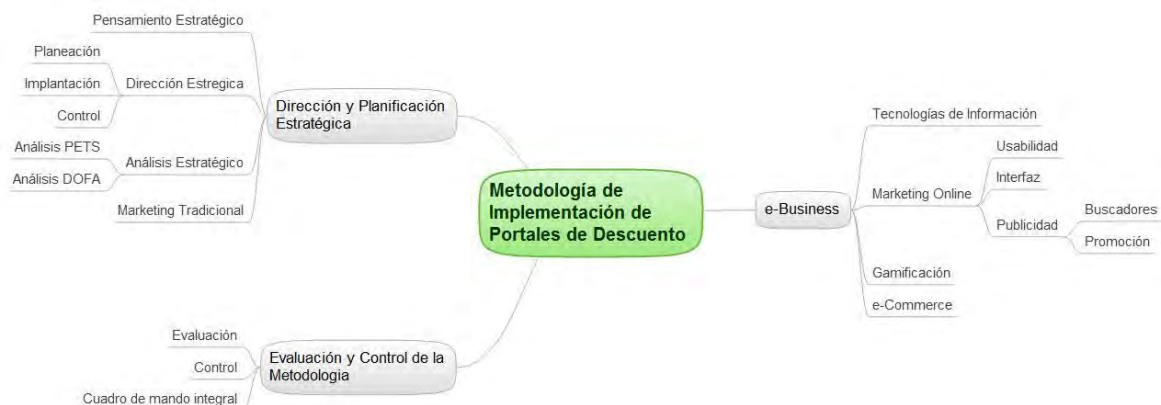 Pensamiento Estratégico
Planeación
Implantación
Control
Dirección Estregica
Análisis PETS
Análisis DOFA
Análisis Estratégico
Marketing Tradicional
Dirección y Planificación
Estratégica
Metodología de
Implementación de
Portales de Descuento
e-Business
Tecnologías de Información
Marketing Online
Usabilidad
Interfaz
Publicidad
Buscadores
Promoción
Gamificación
e-Commerce
Evaluación
Control
Cuadro de mando integral
Evaluación y Control de la
Metodologia